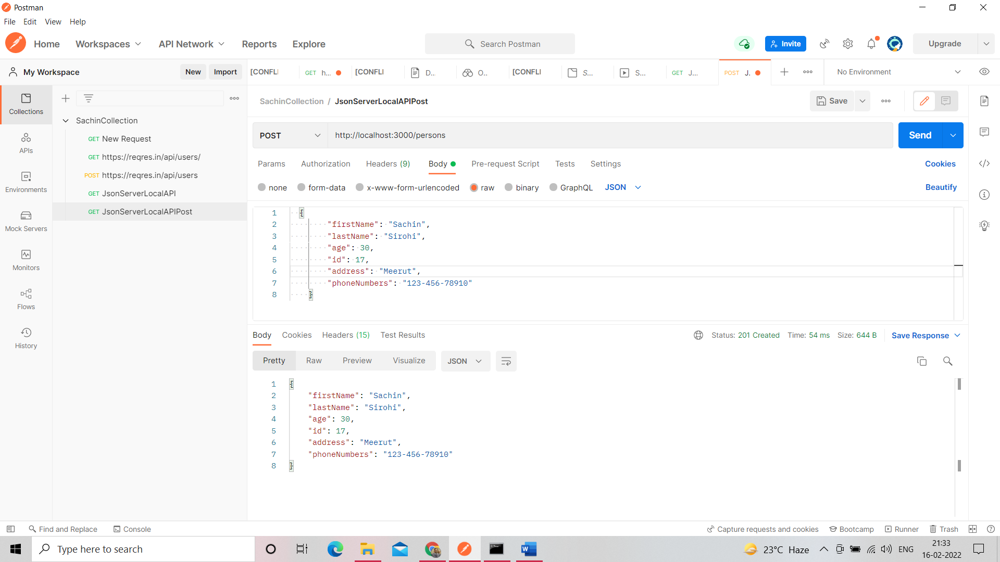 Postman
File Edit View Help
Home Workspaces API Network Reports Explore Search Postman Invite Upgrade
My Workspace New Import [CONFLI GET h... [CONFLI D... O... [CONFLI S... S... GET J... POST J. No Environment
SachinCollection / JsonServerLocalAPIPost Save
Collections
APIs
Environments
Mock Servers
Monitors
Flows
History
SachinCollection
GET New Request
GET https://reqres.in/api/users/
POST https://reqres.in/api/users
GET JsonServerLocalAPI
GET JsonServerLocalAPIPost
POST http://localhost:3000/persons Send
Params Authorization Headers (9) Body Pre-request Script Tests Settings Cookies
none form-data x-www-form-urlencoded raw binary GraphQL JSON Beautify
1 {
2 "firstName": "Sachin",
3 "lastName": "Sirohi",
4 "age": 30,
5 "id": 17,
6 "address": "Meerut",
7 "phoneNumbers": "123-456-78910"
8 }
Body Cookies Headers (15) Test Results Status: 201 Created Time: 54 ms Size: 644 B Save Response
Pretty Raw Preview Visualize JSON
1 {
2 "firstName": "Sachin",
3 "lastName": "Sirohi",
4 "age": 30,
5 "id": 17,
6 "address": "Meerut",
7 "phoneNumbers": "123-456-78910"
8 }
Find and Replace Console Capture requests and cookies Bootcamp Runner Trash
Type here to search 23°C Haze ENG 21:33
16-02-2022